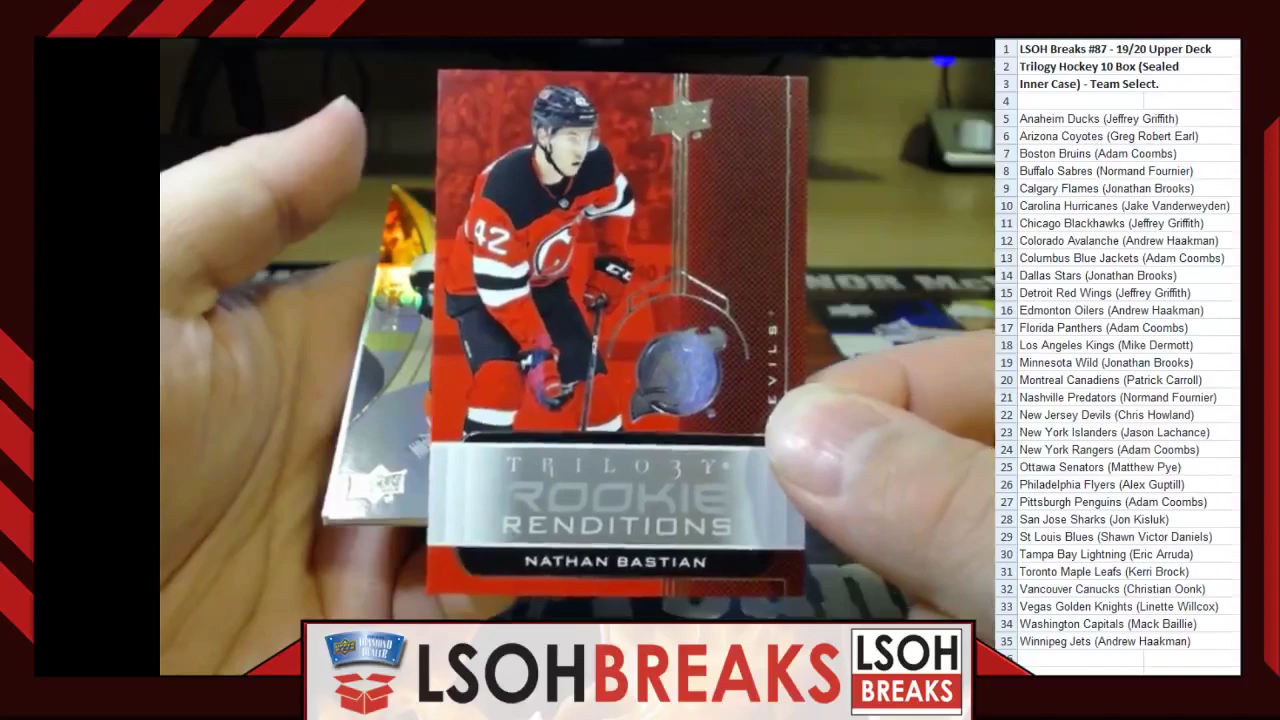 42
CCM
EVILS
TRILO3Y
ROOKIE
RENDITIONS
NATHAN BASTIAN
NOR McD
1 LSOH Breaks #87 - 19/20 Upper Deck
2 Trilogy Hockey 10 Box (Sealed
3 Inner Case) - Team Select.
4
5 Anaheim Ducks (Jeffrey Griffith)
6 Arizona Coyotes (Greg Robert Earl)
7 Boston Bruins (Adam Coombs)
8 Buffalo Sabres (Normand Fournier)
9 Calgary Flames (Jonathan Brooks)
10 Carolina Hurricanes (Jake Vanderweyden)
11 Chicago Blackhawks (Jeffrey Griffith)
12 Colorado Avalanche (Andrew Haakman)
13 Columbus Blue Jackets (Adam Coombs)
14 Dallas Stars (Jonathan Brooks)
15 Detroit Red Wings (Jeffrey Griffith)
16 Edmonton Oilers (Andrew Haakman)
17 Florida Panthers (Adam Coombs)
18 Los Angeles Kings (Mike Dermott)
19 Minnesota Wild (Jonathan Brooks)
20 Montreal Canadiens (Patrick Carroll)
21 Nashville Predators (Normand Fournier)
22 New Jersey Devils (Chris Howland)
23 New York Islanders (Jason Lachance)
24 New York Rangers (Adam Coombs)
25 Ottawa Senators (Matthew Pye)
26 Philadelphia Flyers (Alex Guptill)
27 Pittsburgh Penguins (Adam Coombs)
28 San Jose Sharks (Jon Kisluk)
29 St Louis Blues (Shawn Victor Daniels)
30 Tampa Bay Lightning (Eric Arruda)
31 Toronto Maple Leafs (Kerri Brock)
32 Vancouver Canucks (Christian Oonk)
33 Vegas Golden Knights (Linette Willcox)
34 Washington Capitals (Mack Baillie)
35 Winnipeg Jets (Andrew Haakman)
DIAMOND
DEALER
LSOHBREAKS
LSOH
BREAKS